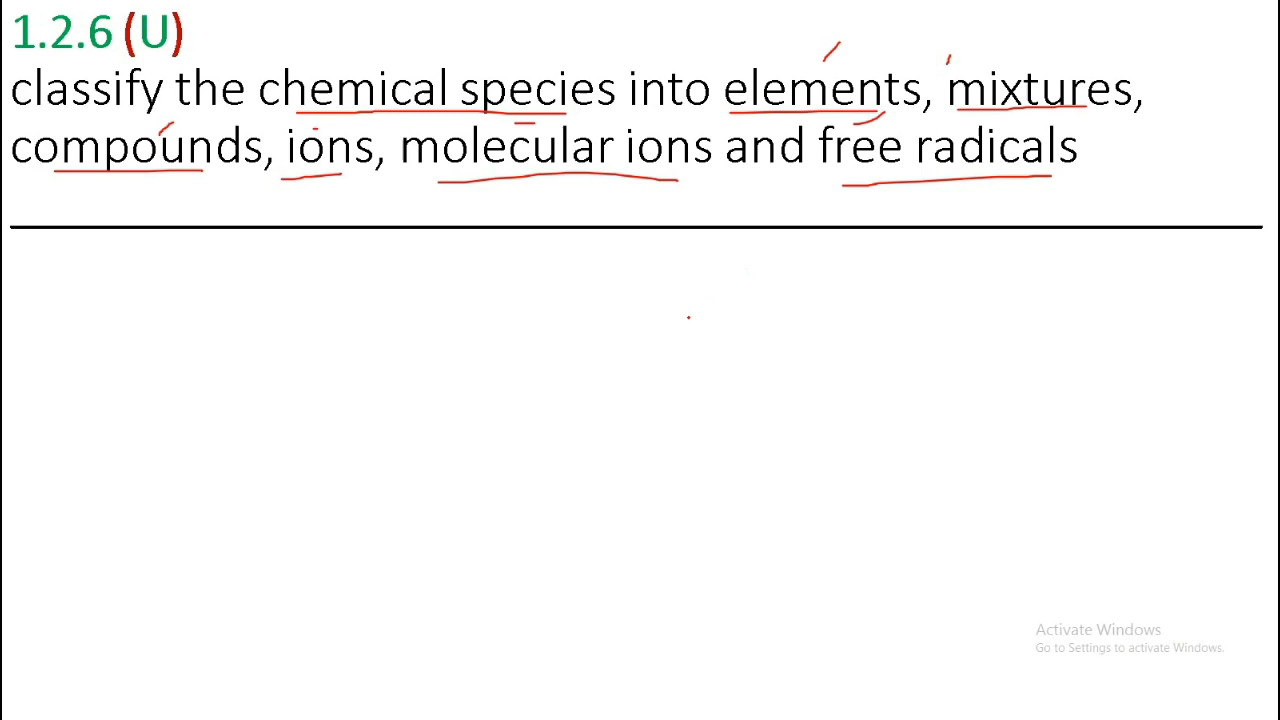 1.2.6 (U)
classify the chemical species into elements, mixtures,
compounds, ions, molecular ions and free radicals
Activate Windows
Go to Settings to activate Windows.